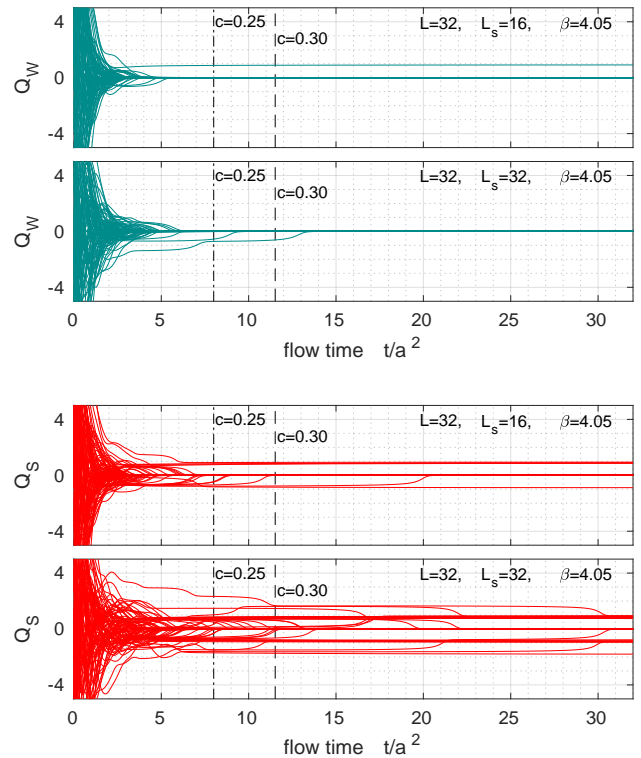 4
0
-4
Q_W
c=0.25
c=0.30
L=32, L_s=16, β=4.05
4
0
-4
Q_W
c=0.25
c=0.30
L=32, L_s=32, β=4.05
0 5 10 15 20 25 30
flow time t/a^2
4
0
-4
Q_S
c=0.25
c=0.30
L=32, L_s=16, β=4.05
4
0
-4
Q_S
c=0.25
c=0.30
L=32, L_s=32, β=4.05
0 5 10 15 20 25 30
flow time t/a^2